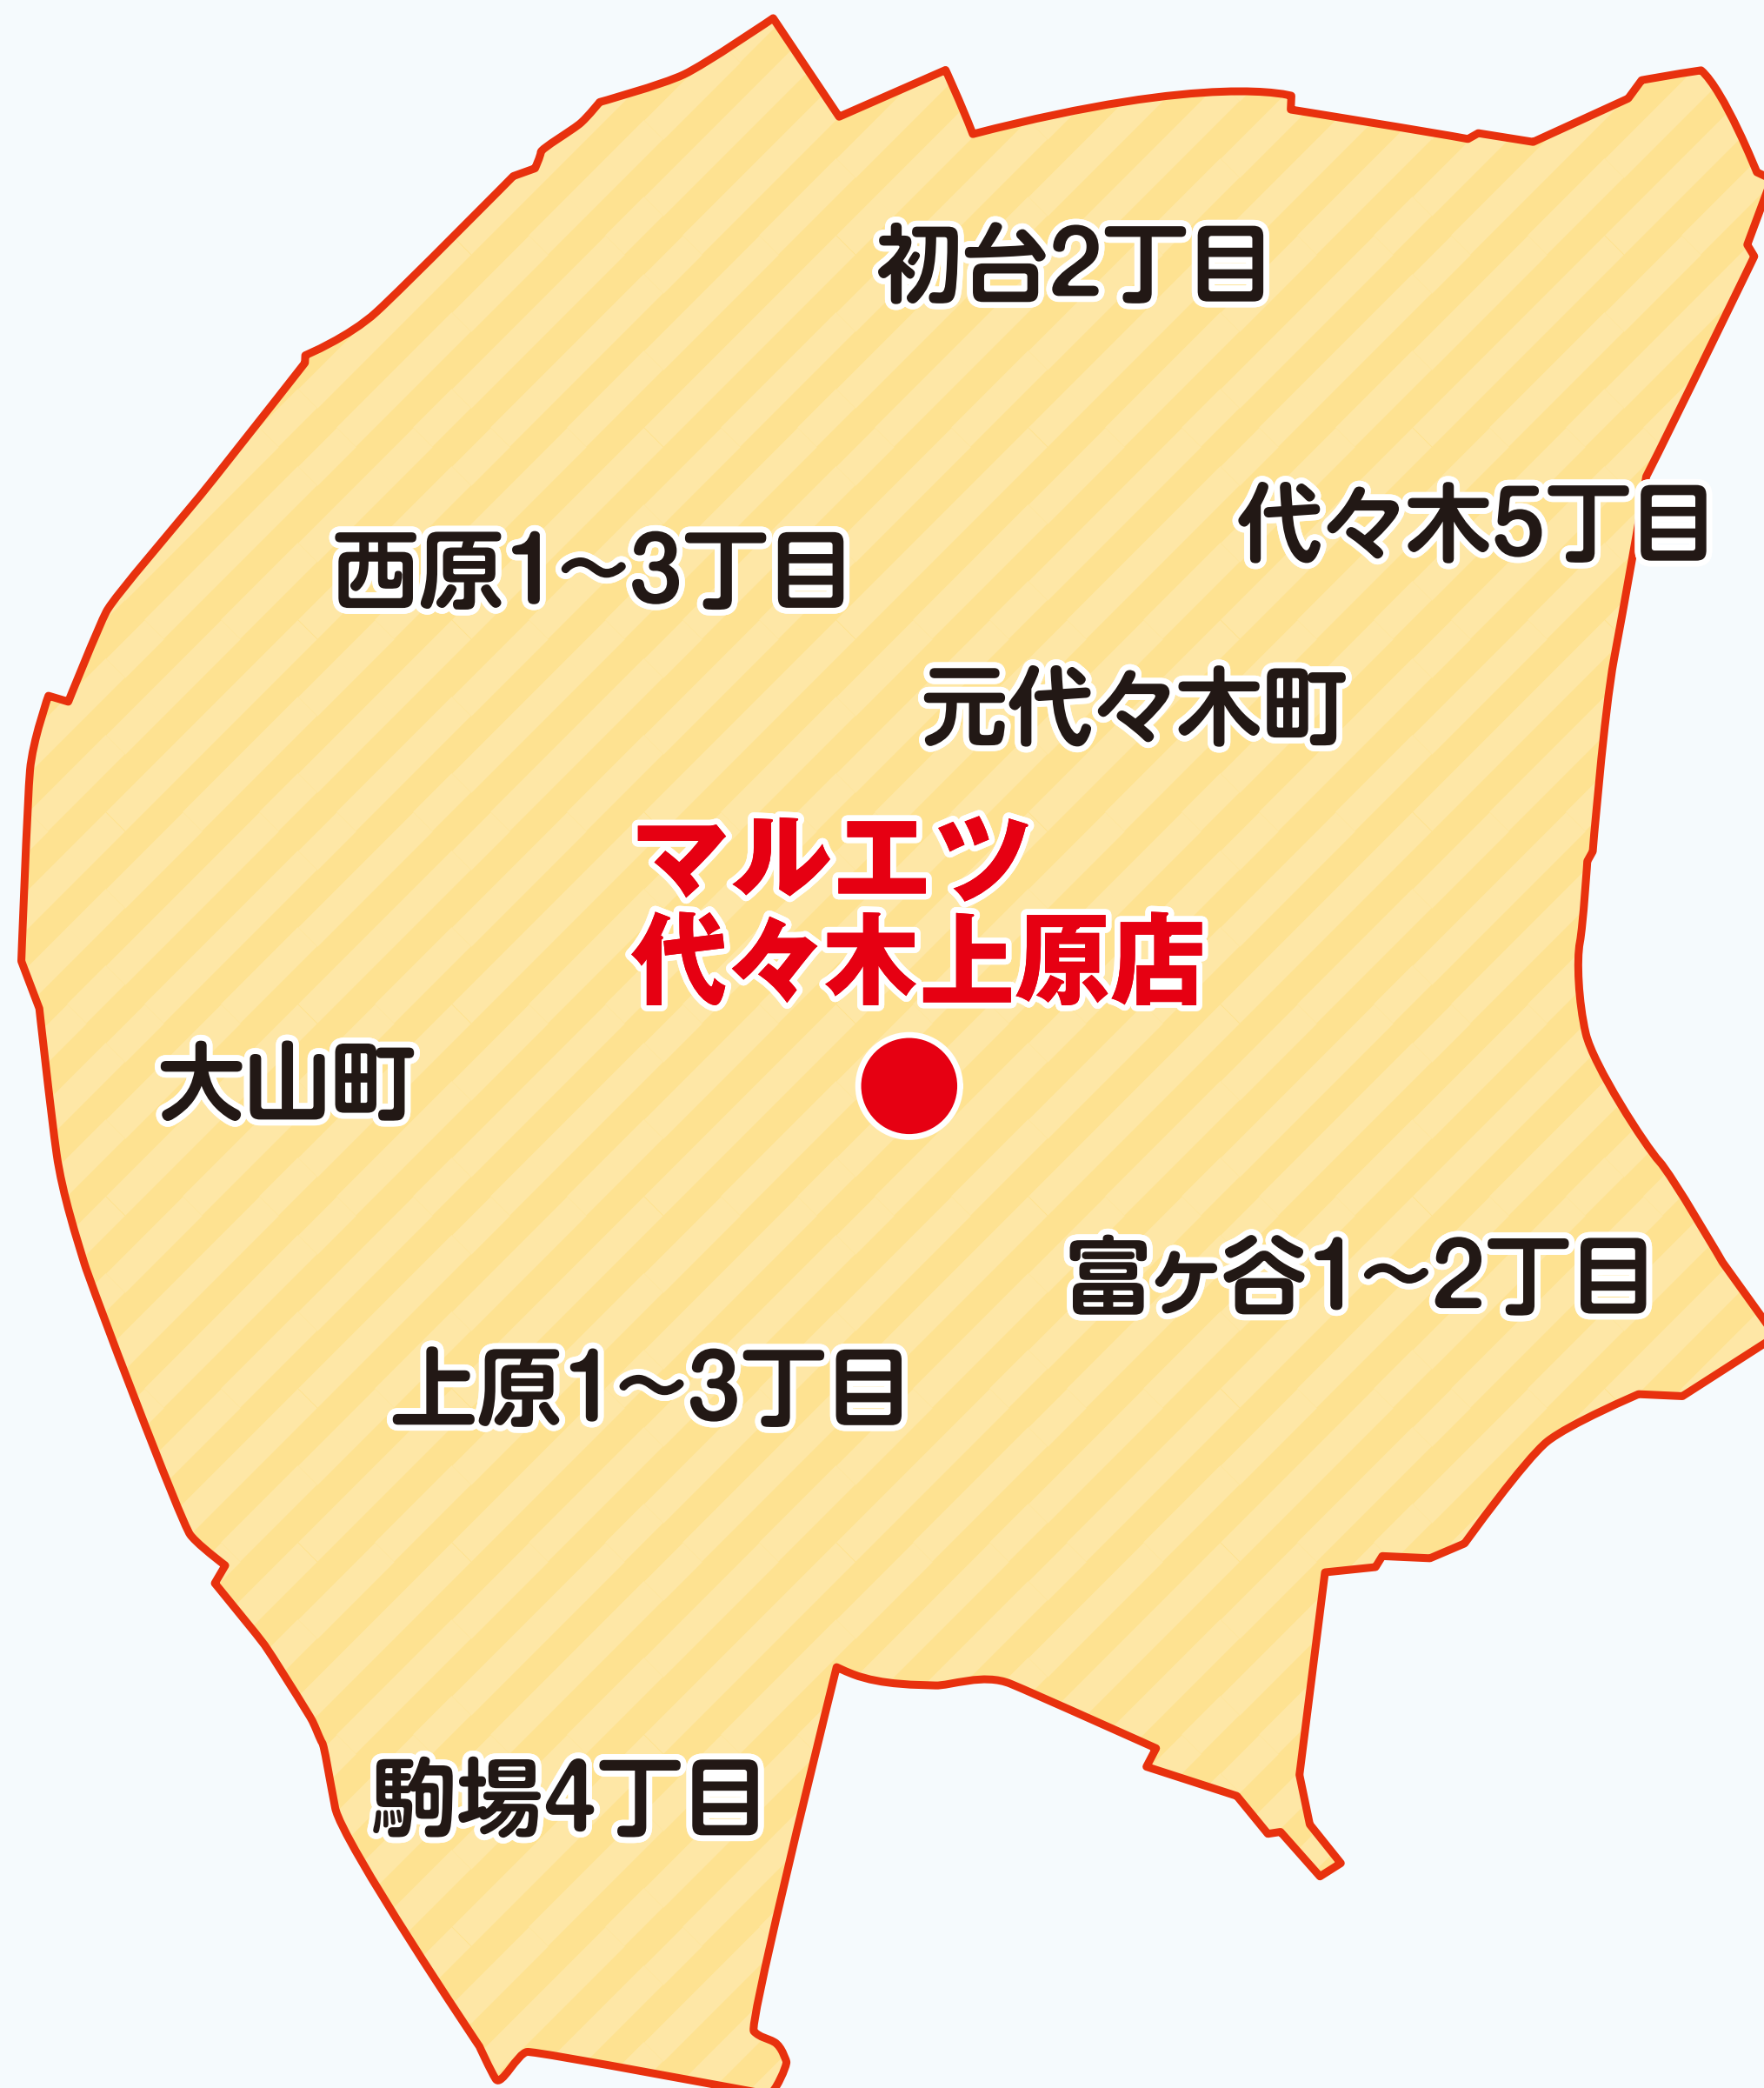 初台2丁目
代々木5丁目
西原1～3丁目
元代々木町
マルエツ
代々木上原店
大山町
富ヶ谷1～2丁目
上原1～3丁目
駒場4丁目